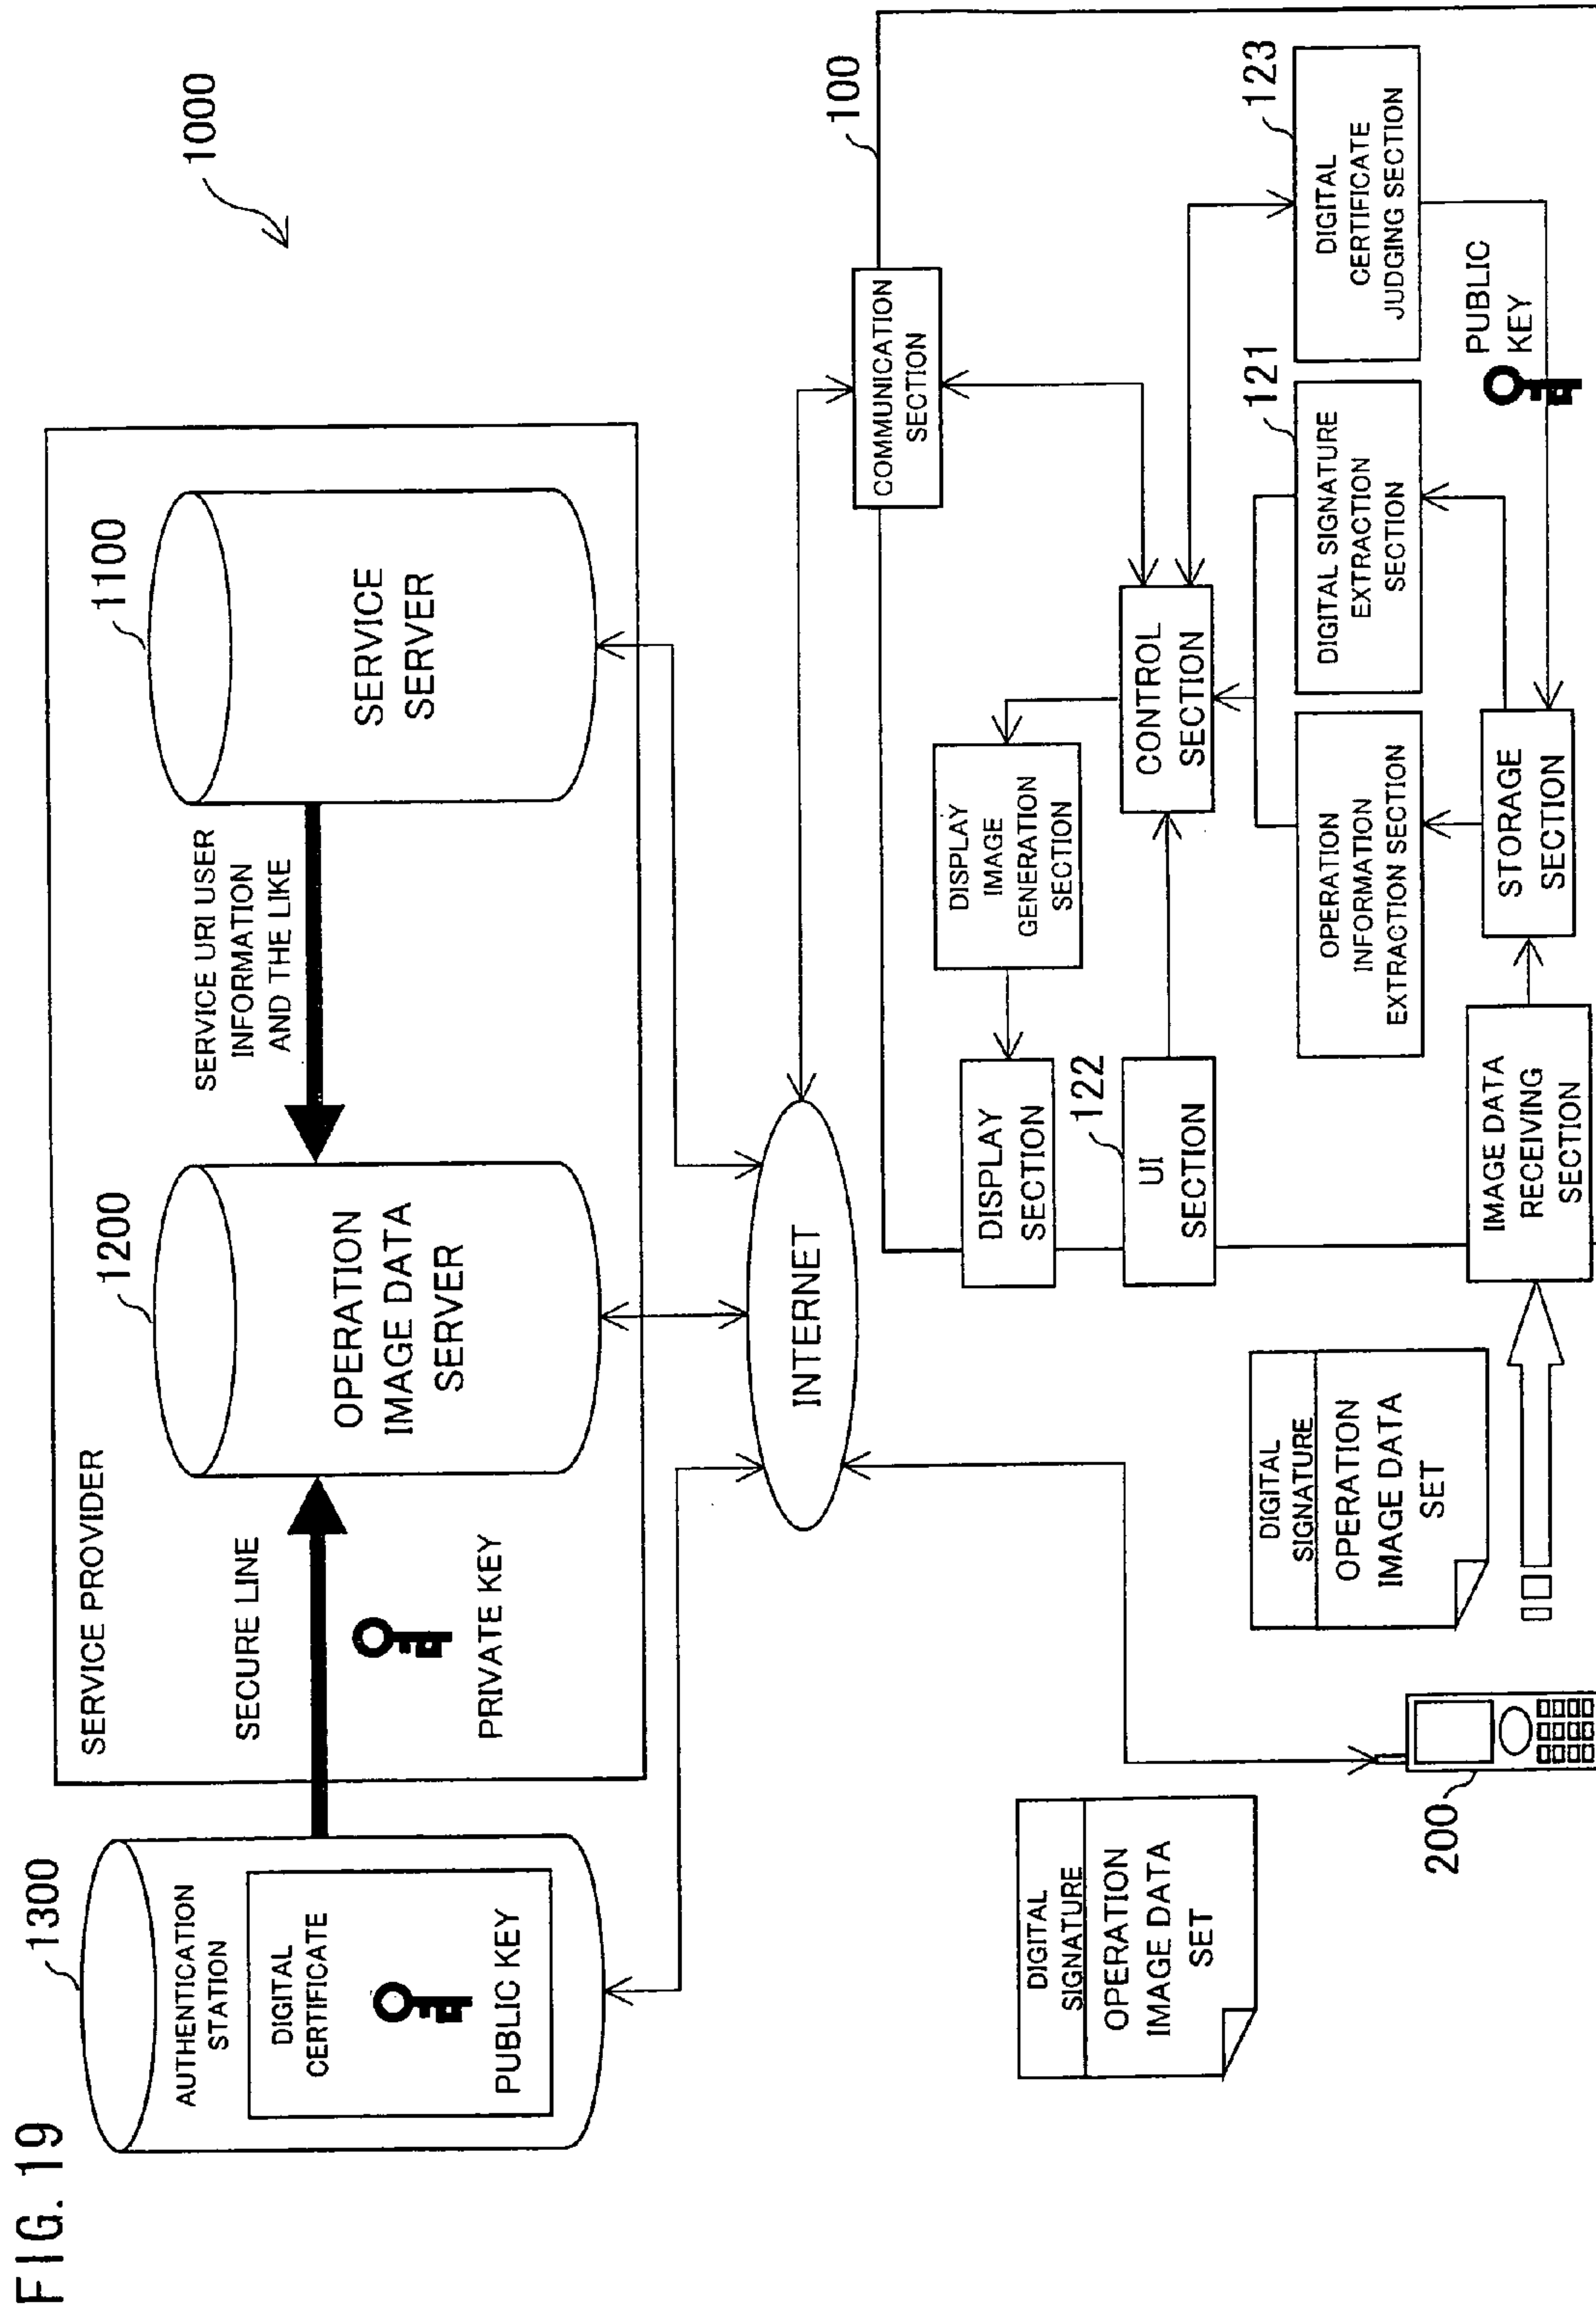 FIG. 19
1000
SERVICE PROVIDER
1300
AUTHENTICATION
STATION
DIGITAL
CERTIFICATE
PUBLIC KEY
SECURE LINE
PRIVATE KEY
1200
OPERATION
IMAGE DATA
SERVER
SERVICE URI USER
INFORMATION
AND THE LIKE
1100
SERVICE
SERVER
INTERNET
100
COMMUNICATION
SECTION
DISPLAY
IMAGE
GENERATION
SECTION
DISPLAY
SECTION
122
UI
SECTION
CONTROL
SECTION
123
DIGITAL
CERTIFICATE
JUDGING SECTION
121
DIGITAL SIGNATURE
EXTRACTION
SECTION
OPERATION
INFORMATION
EXTRACTION SECTION
PUBLIC
KEY
STORAGE
SECTION
IMAGE DATA
RECEIVING
SECTION
DIGITAL
SIGNATURE
OPERATION
IMAGE DATA
SET
DIGITAL
SIGNATURE
OPERATION
IMAGE DATA
SET
200